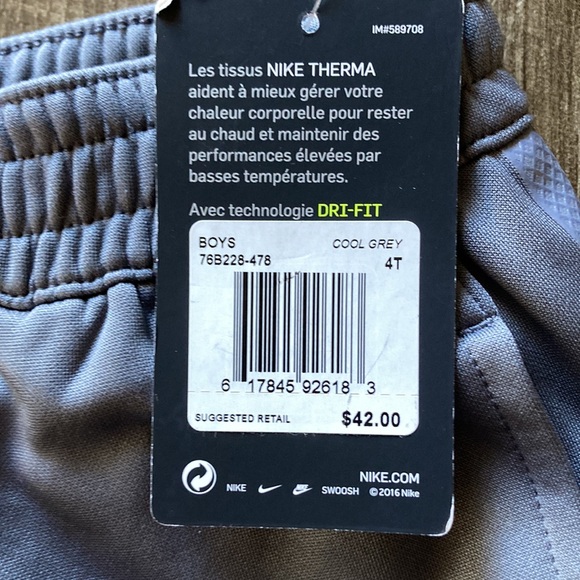 IM#589708
Les tissus NIKE THERMA
aident à mieux gérer votre
chaleur corporelle pour rester
au chaud et maintenir des
performances élevées par
basses températures.
Avec technologie DRI-FIT
BOYS COOL GREY
76B228-478 4T
6 17845 92618 3
SUGGESTED RETAIL $42.00
NIKE.COM
NIKE SWOOSH © 2016 Nike